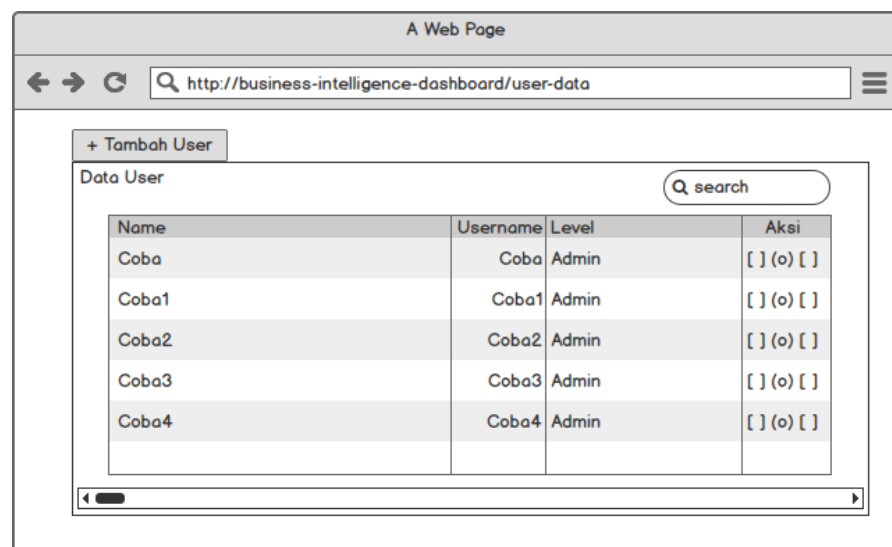 A Web Page
http://business-intelligence-dashboard/user-data
+ Tambah User
Data User
search
Name Username Level Aksi
Coba Coba Admin [ ] (o) [ ]
Coba1 Coba1 Admin [ ] (o) [ ]
Coba2 Coba2 Admin [ ] (o) [ ]
Coba3 Coba3 Admin [ ] (o) [ ]
Coba4 Coba4 Admin [ ] (o) [ ]